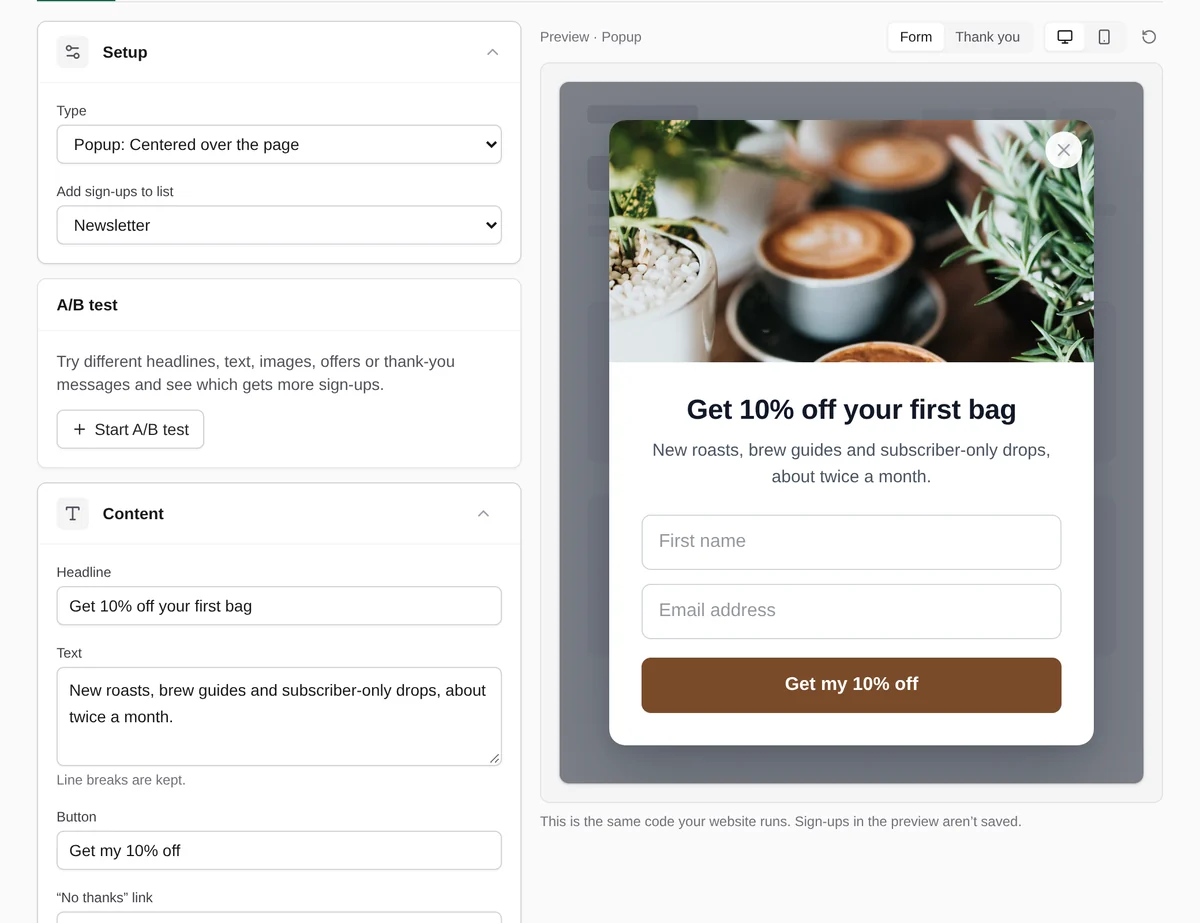 Setup
Type
Popup: Centered over the page
Add sign-ups to list
Newsletter
A/B test
Try different headlines, text, images, offers or thank-you
messages and see which gets more sign-ups.
+ Start A/B test
Content
Headline
Get 10% off your first bag
Text
New roasts, brew guides and subscriber-only drops, about
twice a month.
Line breaks are kept.
Button
Get my 10% off
“No thanks” link
Preview · Popup
Form
Thank you
Get 10% off your first bag
New roasts, brew guides and subscriber-only drops,
about twice a month.
First name
Email address
Get my 10% off
This is the same code your website runs. Sign-ups in the preview aren’t saved.